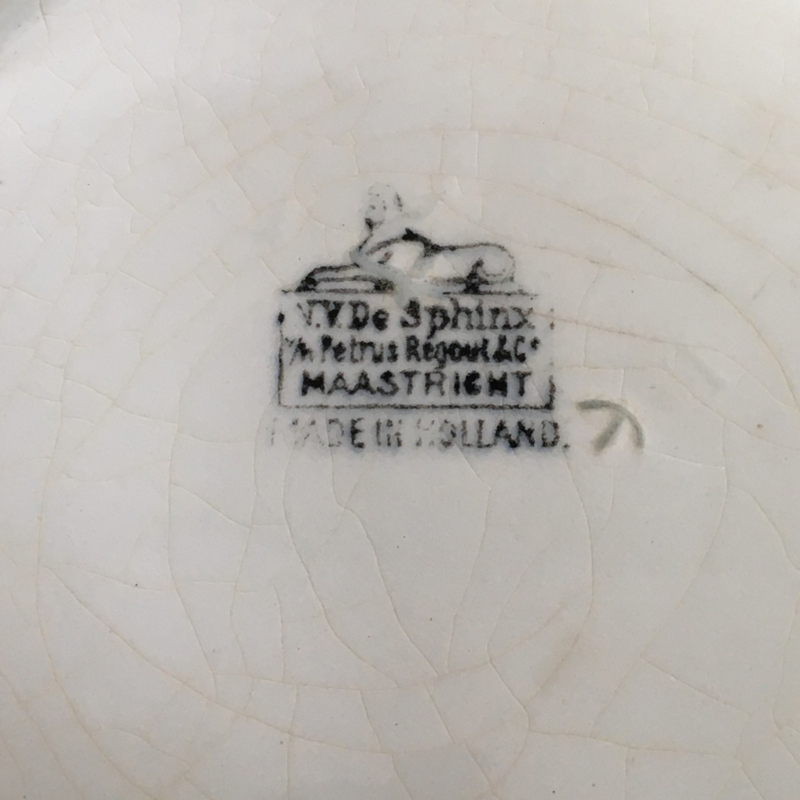 N.V. De Sphinx
v/h Petrus Regout & Co
MAASTRICHT
MADE IN HOLLAND.